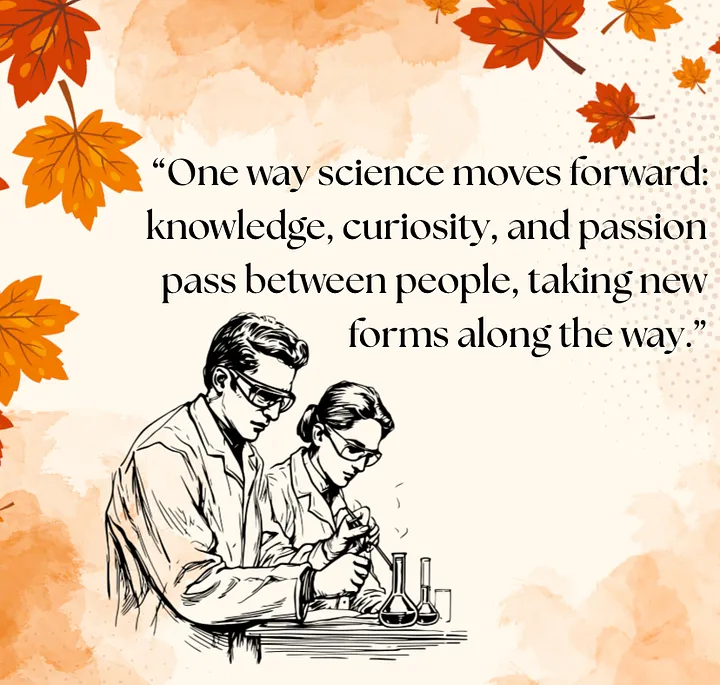 “One way science moves forward:
knowledge, curiosity, and passion
pass between people, taking new
forms along the way.”